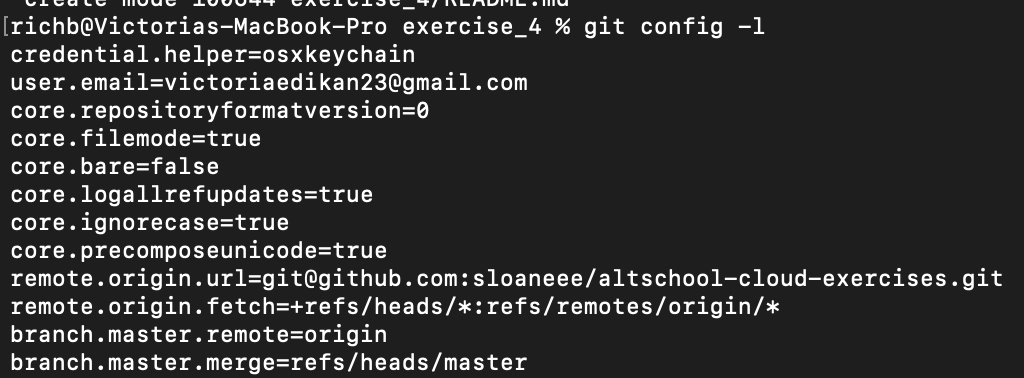 create mode 100644 exercise_4/README.md
[richb@Victorias-MacBook-Pro exercise_4 % git config -l
credential.helper=osxkeychain
user.email=victoriaedikan23@gmail.com
core.repositoryformatversion=0
core.filemode=true
core.bare=false
core.logallrefupdates=true
core.ignorecase=true
core.precomposeunicode=true
remote.origin.url=git@github.com:sloaneee/altschool-cloud-exercises.git
remote.origin.fetch=+refs/heads/*:refs/remotes/origin/*
branch.master.remote=origin
branch.master.merge=refs/heads/master